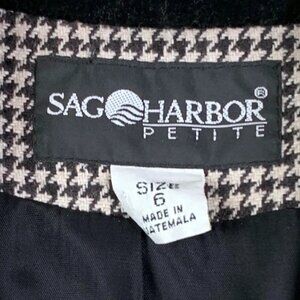 SAG HARBOR®
PETITE
SIZE
6
MADE IN
GUATEMALA